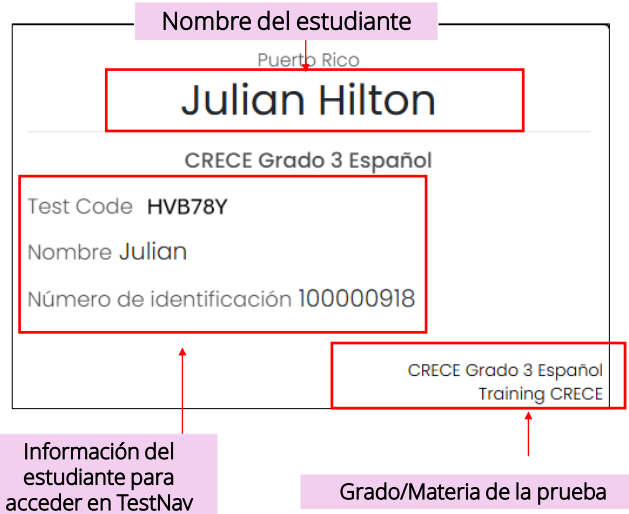 Nombre del estudiante
Puerto Rico
Julian Hilton
CRECE Grado 3 Español
Test Code HVB78Y
Nombre Julian
Número de identificación 100000918
CRECE Grado 3 Español
Training CRECE
Información del
estudiante para
acceder en TestNav
Grado/Materia de la prueba